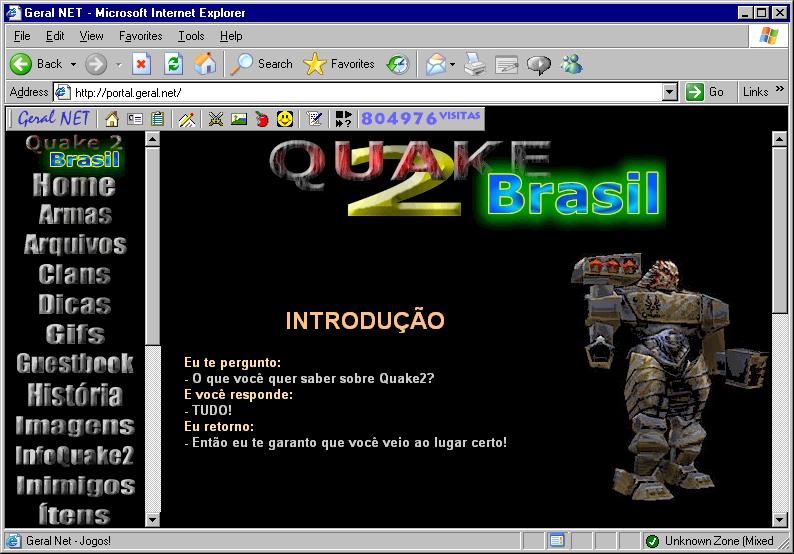 Geral NET - Microsoft Internet Explorer
File Edit View Favorites Tools Help
Back Search Favorites
Address http://portal.geral.net/ Go Links
Geral NET 804976 VISITAS
Quake 2
Brasil
Home
Armas
Arquivos
Clans
Dicas
Gifs
Guestbook
História
Imagens
InfoQuake2
Inimigos
Ítens
QUAKE
2
Brasil
INTRODUÇÃO
Eu te pergunto:
- O que você quer saber sobre Quake2?
E você responde:
- TUDO!
Eu retorno:
- Então eu te garanto que você veio ao lugar certo!
Geral Net - Jogos! Unknown Zone (Mixed